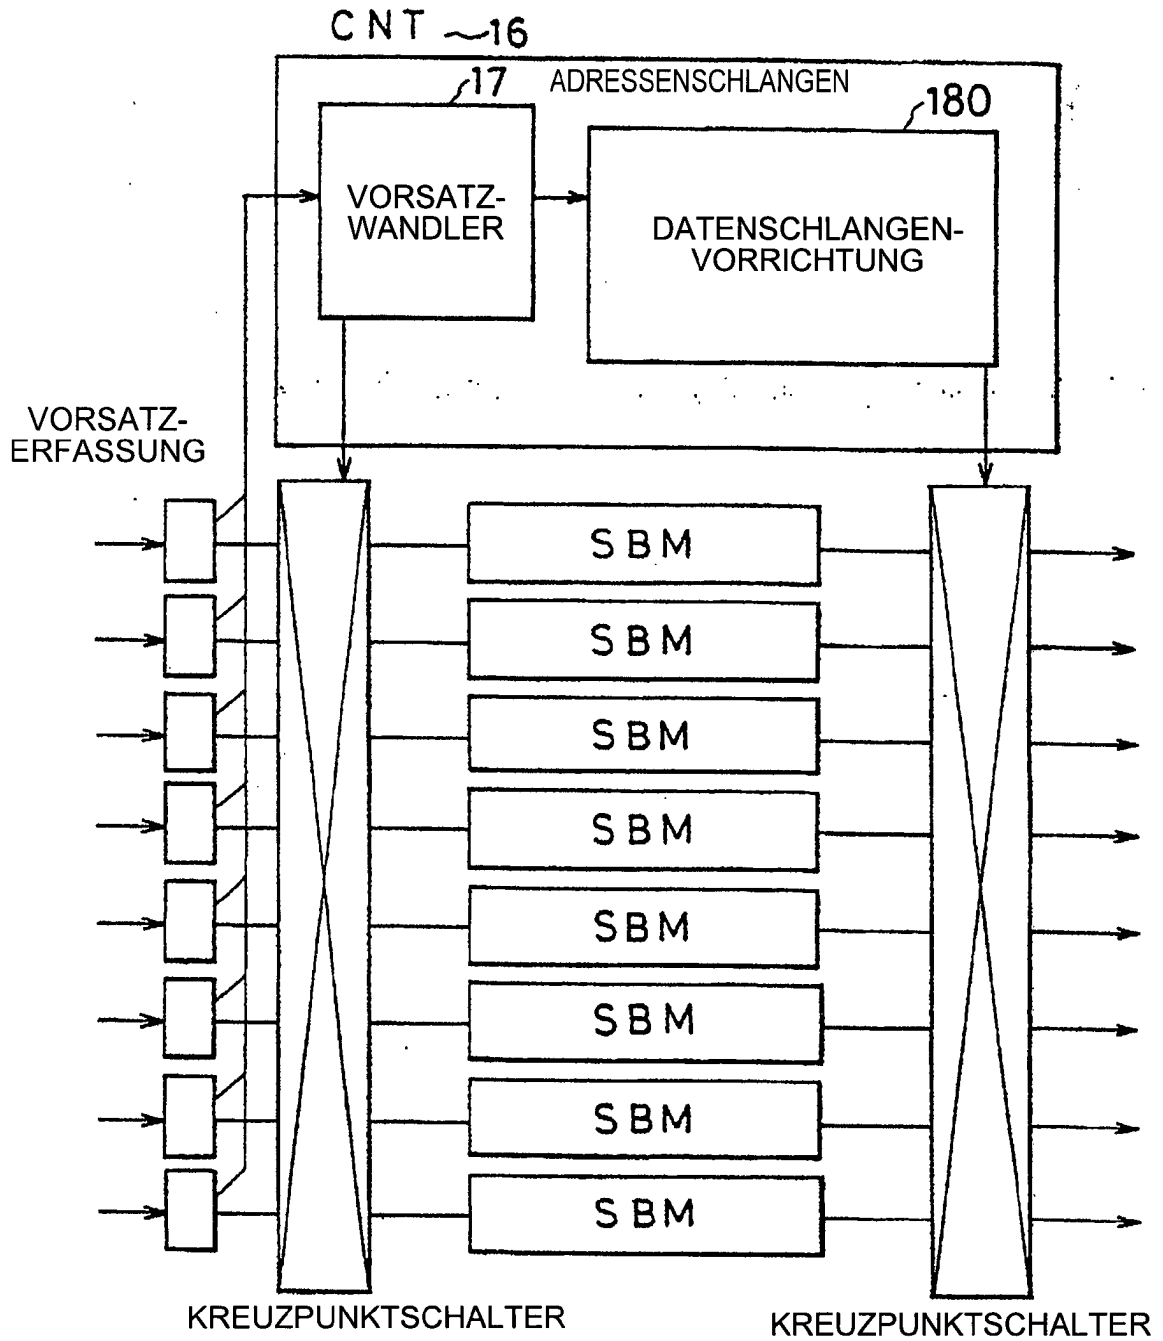 CNT 16
17
ADRESSENSCHLANGEN
180
VORSATZ-
WANDLER
DATENSCHLANGEN-
VORRICHTUNG
VORSATZ-
ERFASSUNG
SBM
SBM
SBM
SBM
SBM
SBM
SBM
SBM
KREUZPUNKTSCHALTER
KREUZPUNKTSCHALTER